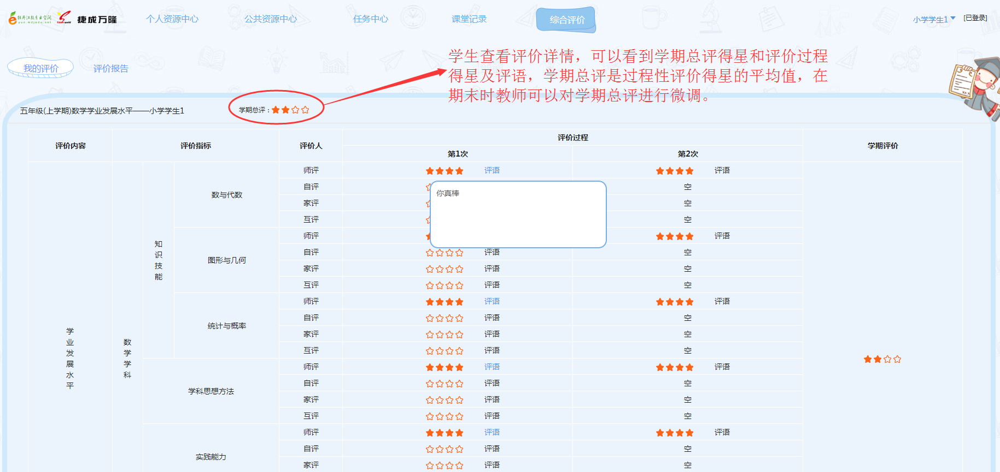 牡丹江教育云空间
yun.mdjedu.net
Future world
捷成万隆
个人资源中心
公共资源中心
任务中心
课堂记录
综合评价
小学学生1
[已登录]
我的评价
评价报告
学生查看评价详情，可以看到学期总评得星和评价过程
得星及评语，学期总评是过程性评价得星的平均值，在
期末时教师可以对学期总评进行微调。
五年级(上学期)数学学业发展水平——小学学生1
学期总评：
评价内容
评价指标
评价人
评价过程
学期评价
第1次
第2次
学业发展水平
数学学科
知识技能
数与代数
师评 评语 评语
自评 空
你真棒
家评 空
互评 空
图形与几何
师评 评语
自评 评语 空
家评 评语 空
互评 评语 空
统计与概率
师评 评语 评语
自评 评语 空
家评 评语 空
互评 评语 空
学科思想方法
师评 评语 评语
自评 评语 空
家评 评语 空
互评 评语 空
实践能力
师评 评语 评语
自评 评语 空
家评 评语 空